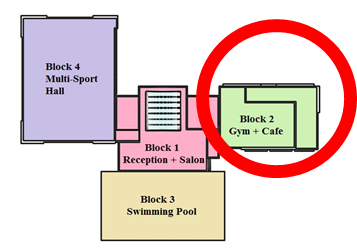 Block 4
Multi-Sport
Hall
Block 2
Gym + Cafe
Block 1
Reception + Salon
Block 3
Swimming Pool